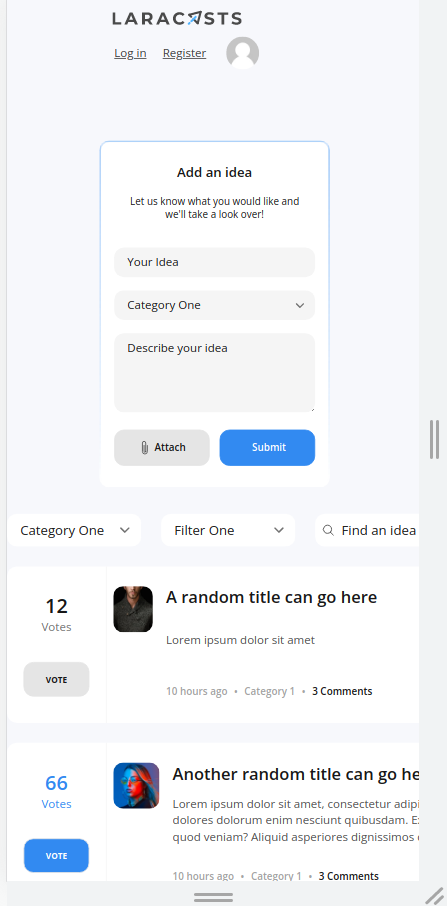 LARACASTS
Log in Register
Add an idea
Let us know what you would like and
we'll take a look over!
Your Idea
Category One
Describe your idea
Attach Submit
Category One Filter One Find an idea
12
Votes
VOTE
A random title can go here
Lorem ipsum dolor sit amet
10 hours ago • Category 1 • 3 Comments
66
Votes
VOTE
Another random title can go he
Lorem ipsum dolor sit amet, consectetur adipi
dolores dolorum enim nesciunt quibusdam. E
quod veniam? Aliquid asperiores dignissimos
10 hours ago • Category 1 • 3 Comments